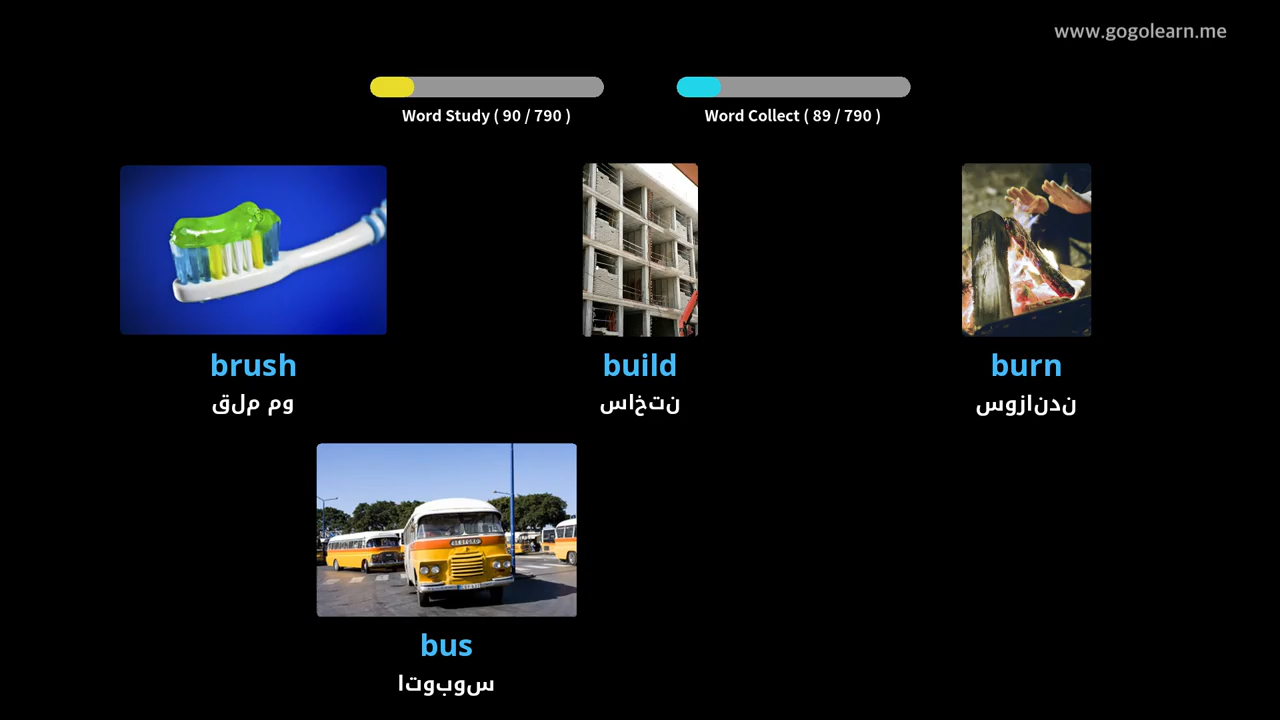 www.gogolearn.me
Word Study ( 90 / 790 )
Word Collect ( 89 / 790 )
brush
وم ملق
build
نتخاس
burn
ندنازوس
bus
سوبوتا